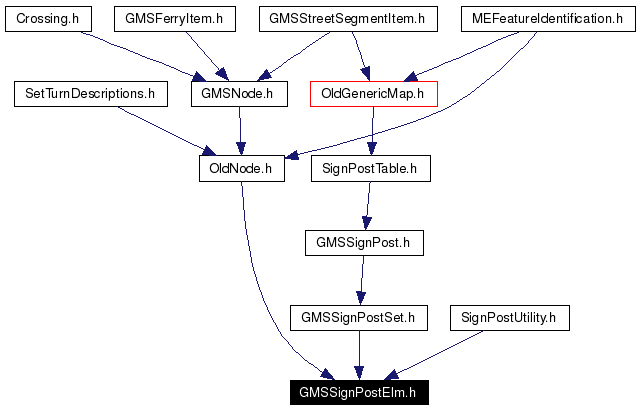 Crossing.h
GMSFerryItem.h
GMSStreetSegmentItem.h
MEFeatureIdentification.h
SetTurnDescriptions.h
GMSNode.h
OldGenericMap.h
OldNode.h
SignPostTable.h
GMSSignPost.h
GMSSignPostSet.h
SignPostUtility.h
GMSSignPostElm.h